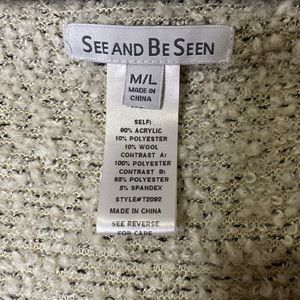 SEE AND BE SEEN
M/L
MADE IN
CHINA
SELF:
80% ACRYLIC
10% POLYESTER
10% WOOL
CONTRAST A:
100% POLYESTER
CONTRAST B:
95% POLYESTER
5% SPANDEX
STYLE#T2092
MADE IN CHINA
SEE REVERSE
FOR CARE